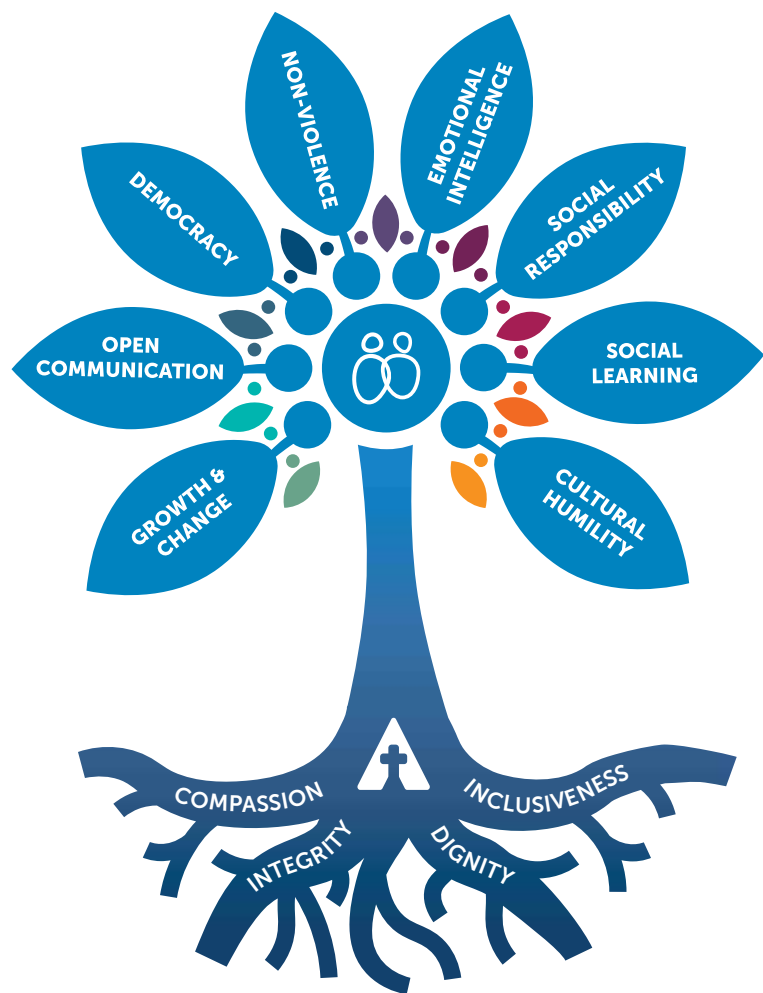 NON-VIOLENCE
EMOTIONAL
INTELLIGENCE
DEMOCRACY
SOCIAL
RESPONSIBILITY
OPEN
COMMUNICATION
SOCIAL
LEARNING
GROWTH &
CHANGE
CULTURAL
HUMILITY
COMPASSION
INCLUSIVENESS
INTEGRITY
DIGNITY